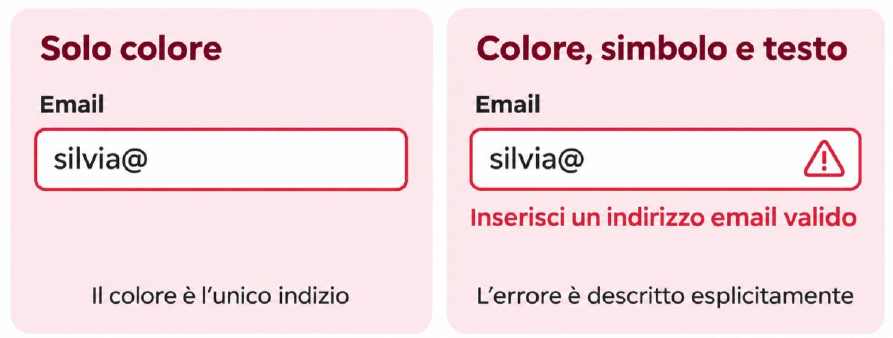 Solo colore
Email
silvia@
Il colore è l’unico indizio
Colore, simbolo e testo
Email
silvia@
Inserisci un indirizzo email valido
L’errore è descritto esplicitamente